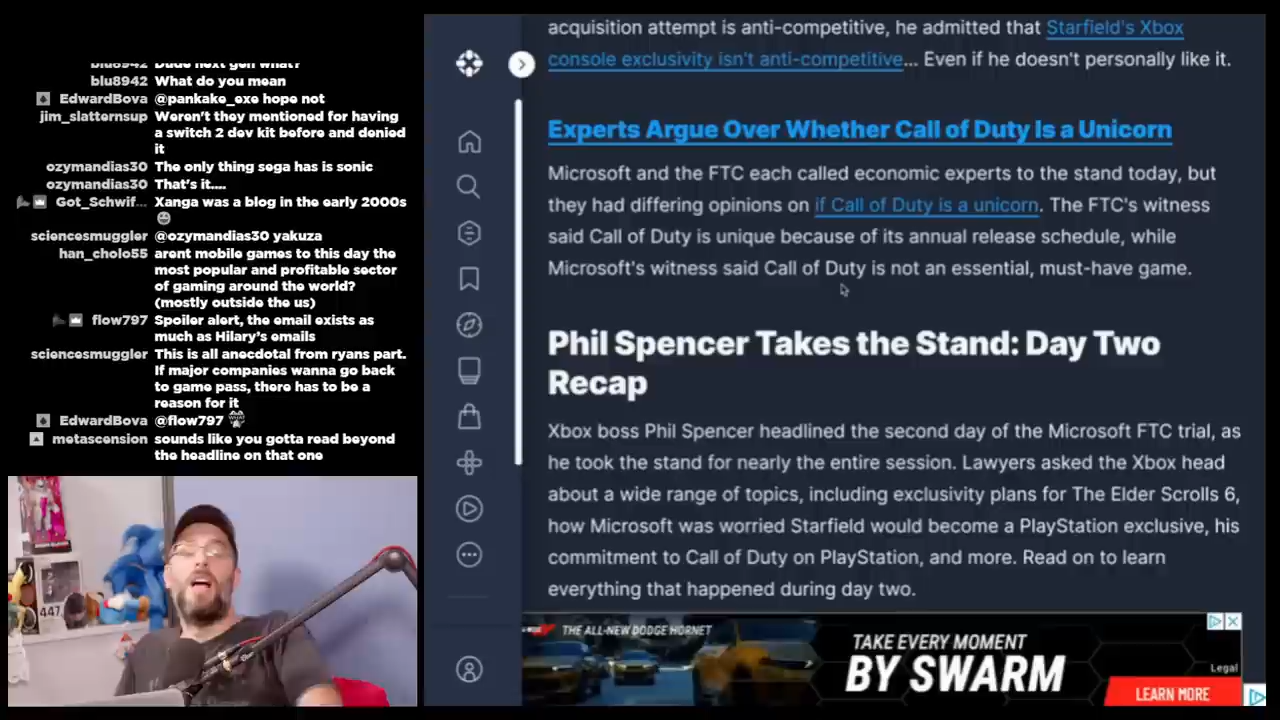 blu8942 Dude next gen what?
blu8942 What do you mean
EdwardBova @pankake_exe hope not
jim_slatternsup Weren't they mentioned for having
a switch 2 dev kit before and denied
it
ozymandias30 The only thing sega has is sonic
ozymandias30 That's it....
Got_Schwif... Xanga was a blog in the early 2000s
sciencesmuggler @ozymandias30 yakuza
han_cholo55 arent mobile games to this day the
most popular and profitable sector
of gaming around the world?
(mostly outside the us)
flow797 Spoiler alert, the email exists as
much as Hilary's emails
sciencesmuggler This is all anecdotal from ryans part.
If major companies wanna go back
to game pass, there has to be a
reason for it
EdwardBova @flow797
metascension sounds like you gotta read beyond
the headline on that one
447
acquisition attempt is anti-competitive, he admitted that Starfield's Xbox
console exclusivity isn't anti-competitive... Even if he doesn't personally like it.
Experts Argue Over Whether Call of Duty Is a Unicorn
Microsoft and the FTC each called economic experts to the stand today, but
they had differing opinions on if Call of Duty is a unicorn. The FTC's witness
said Call of Duty is unique because of its annual release schedule, while
Microsoft's witness said Call of Duty is not an essential, must-have game.
Phil Spencer Takes the Stand: Day Two
Recap
Xbox boss Phil Spencer headlined the second day of the Microsoft FTC trial, as
he took the stand for nearly the entire session. Lawyers asked the Xbox head
about a wide range of topics, including exclusivity plans for The Elder Scrolls 6,
how Microsoft was worried Starfield would become a PlayStation exclusive, his
commitment to Call of Duty on PlayStation, and more. Read on to learn
everything that happened during day two.
THE ALL-NEW DODGE HORNET
TAKE EVERY MOMENT
BY SWARM
Legal
LEARN MORE